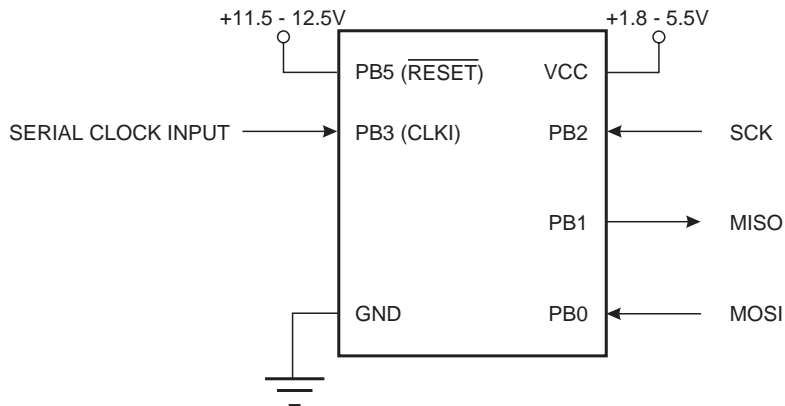 +11.5 - 12.5V
+1.8 - 5.5V
PB5 (RESET)
VCC
SERIAL CLOCK INPUT
PB3 (CLKI)
PB2
SCK
PB1
MISO
GND
PB0
MOSI